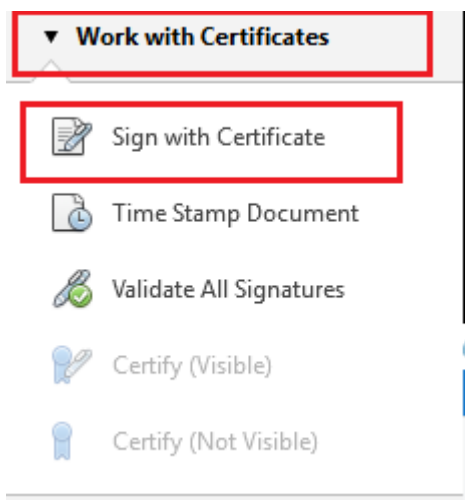 Work with Certificates
Sign with Certificate
Time Stamp Document
Validate All Signatures
Certify (Visible)
Certify (Not Visible)